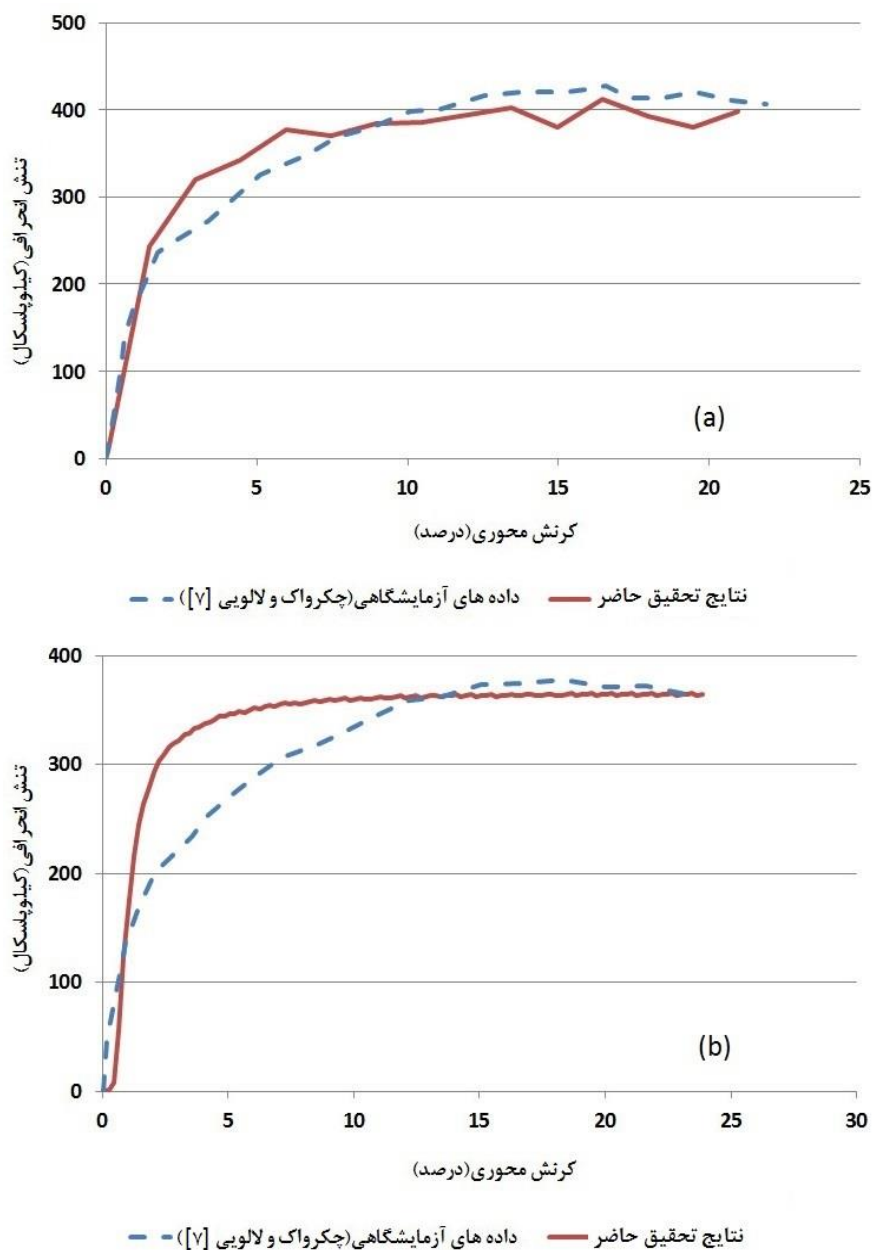 500
400
300
200
100
0
تنش انحرافی(کیلوپاسکال)
(a)
0 5 10 15 20 25
کرنش محوری(درصد)
داده های آزمایشگاهی(چکرواک و لالویی [۷]) نتایج تحقیق حاضر
400
300
200
100
0
تنش انحرافی(کیلوپاسکال)
(b)
0 5 10 15 20 25 30
کرنش محوری(درصد)
داده های آزمایشگاهی(چکرواک و لالویی [۷]) نتایج تحقیق حاضر